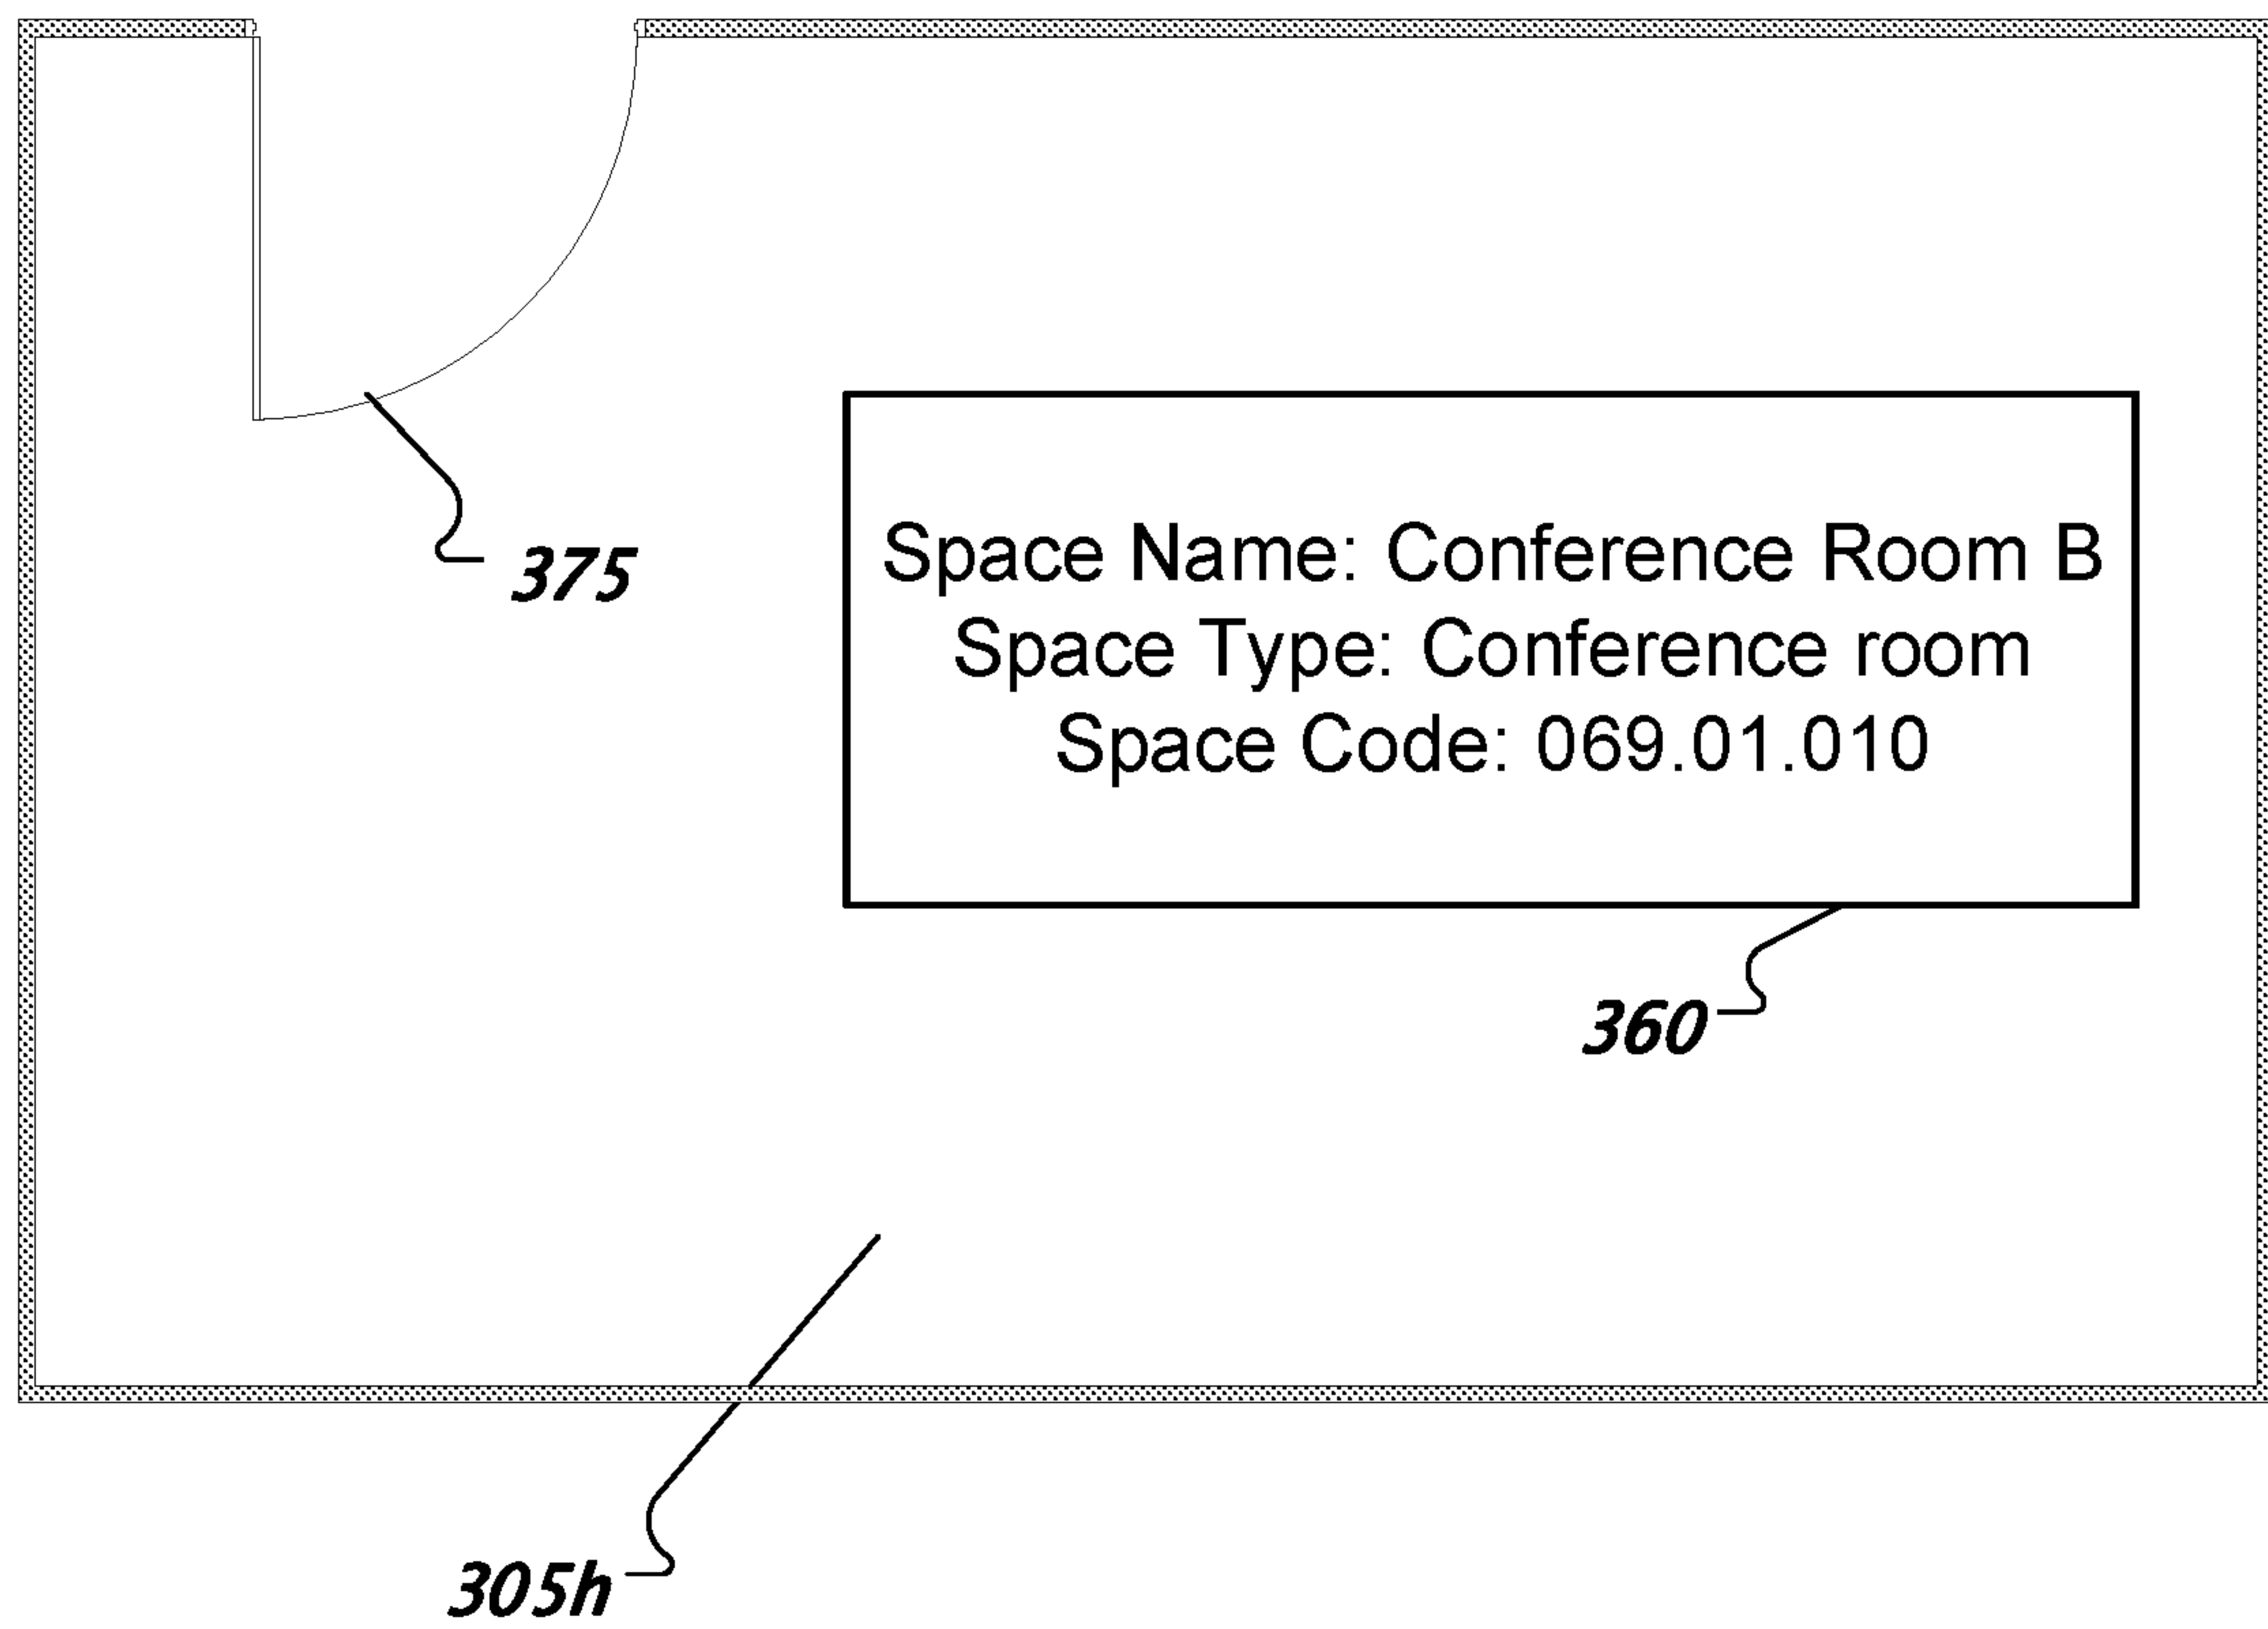 375
Space Name: Conference Room B
Space Type: Conference room
Space Code: 069.01.010
360
305h